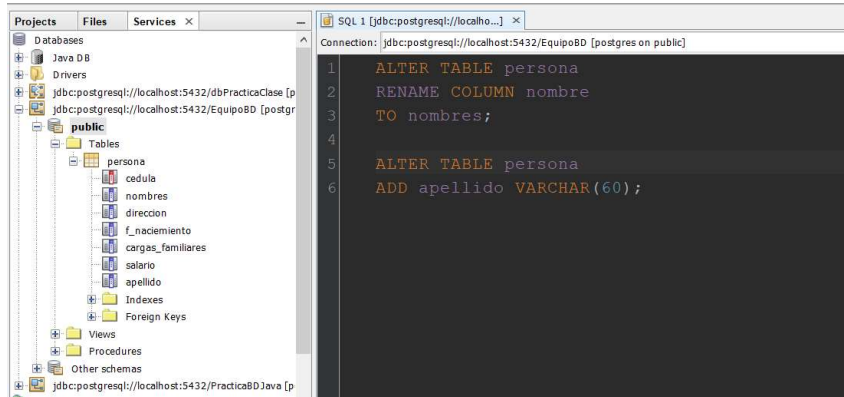 Projects Files Services ×
Databases
Java DB
Drivers
jdbc:postgresql://localhost:5432/dbPracticaClase [p
jdbc:postgresql://localhost:5432/EquipoBD [postgr
public
Tables
persona
cedula
nombres
direccion
f_naciemiento
cargas_familiares
salario
apellido
Indexes
Foreign Keys
Views
Procedures
Other schemas
jdbc:postgresql://localhost:5432/PracticaBDJava [p
SQL 1 [jdbc:postgresql://localho...] ×
Connection: jdbc:postgresql://localhost:5432/EquipoBD [postgres on public]
1 ALTER TABLE persona
2 RENAME COLUMN nombre
3 TO nombres;
4
5 ALTER TABLE persona
6 ADD apellido VARCHAR(60);